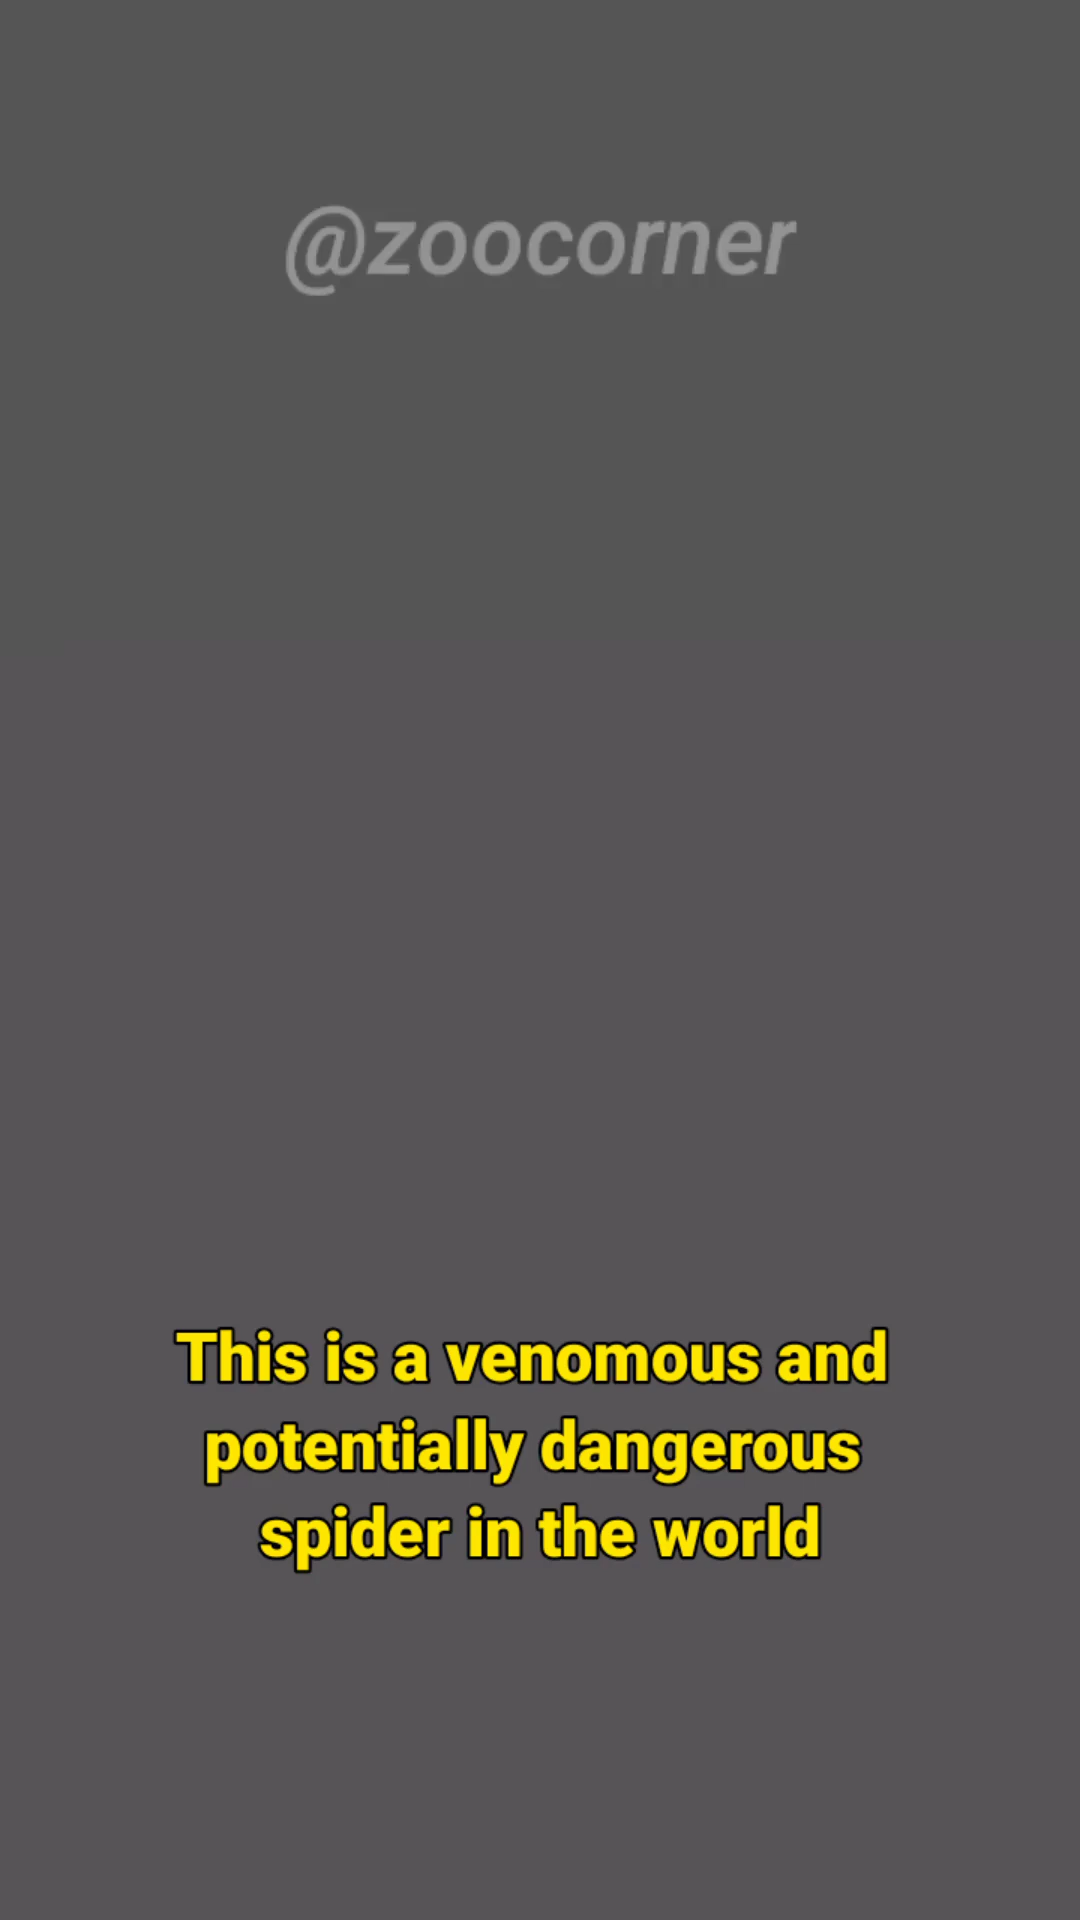 @zoocorner
This is a venomous and
potentially dangerous
spider in the world